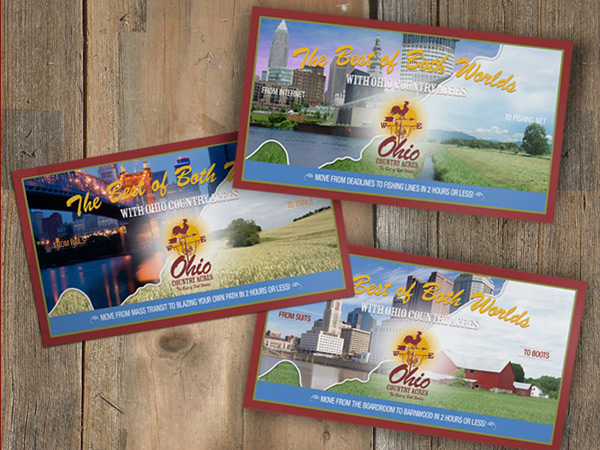 The Best of Both Worlds
WITH OHIO COUNTRY ACRES
FROM INTERNET
TO FISHING NET
W E
Ohio
COUNTRY ACRES
MOVE FROM DEADLINES TO FISHING LINES IN 2 HOURS OR LESS!
The Best of Both
WITH OHIO COUNTRY ACRES
FROM RAILS
TO TRAILS
W E
Ohio
COUNTRY ACRES
MOVE FROM MASS TRANSIT TO BLAZING YOUR OWN PATH IN 2 HOURS OR LESS!
Best of Both Worlds
WITH OHIO COUNTRY ACRES
FROM SUITS
TO BOOTS
W E
Ohio
COUNTRY ACRES
MOVE FROM THE BOARDROOM TO BARNWOOD IN 2 HOURS OR LESS!